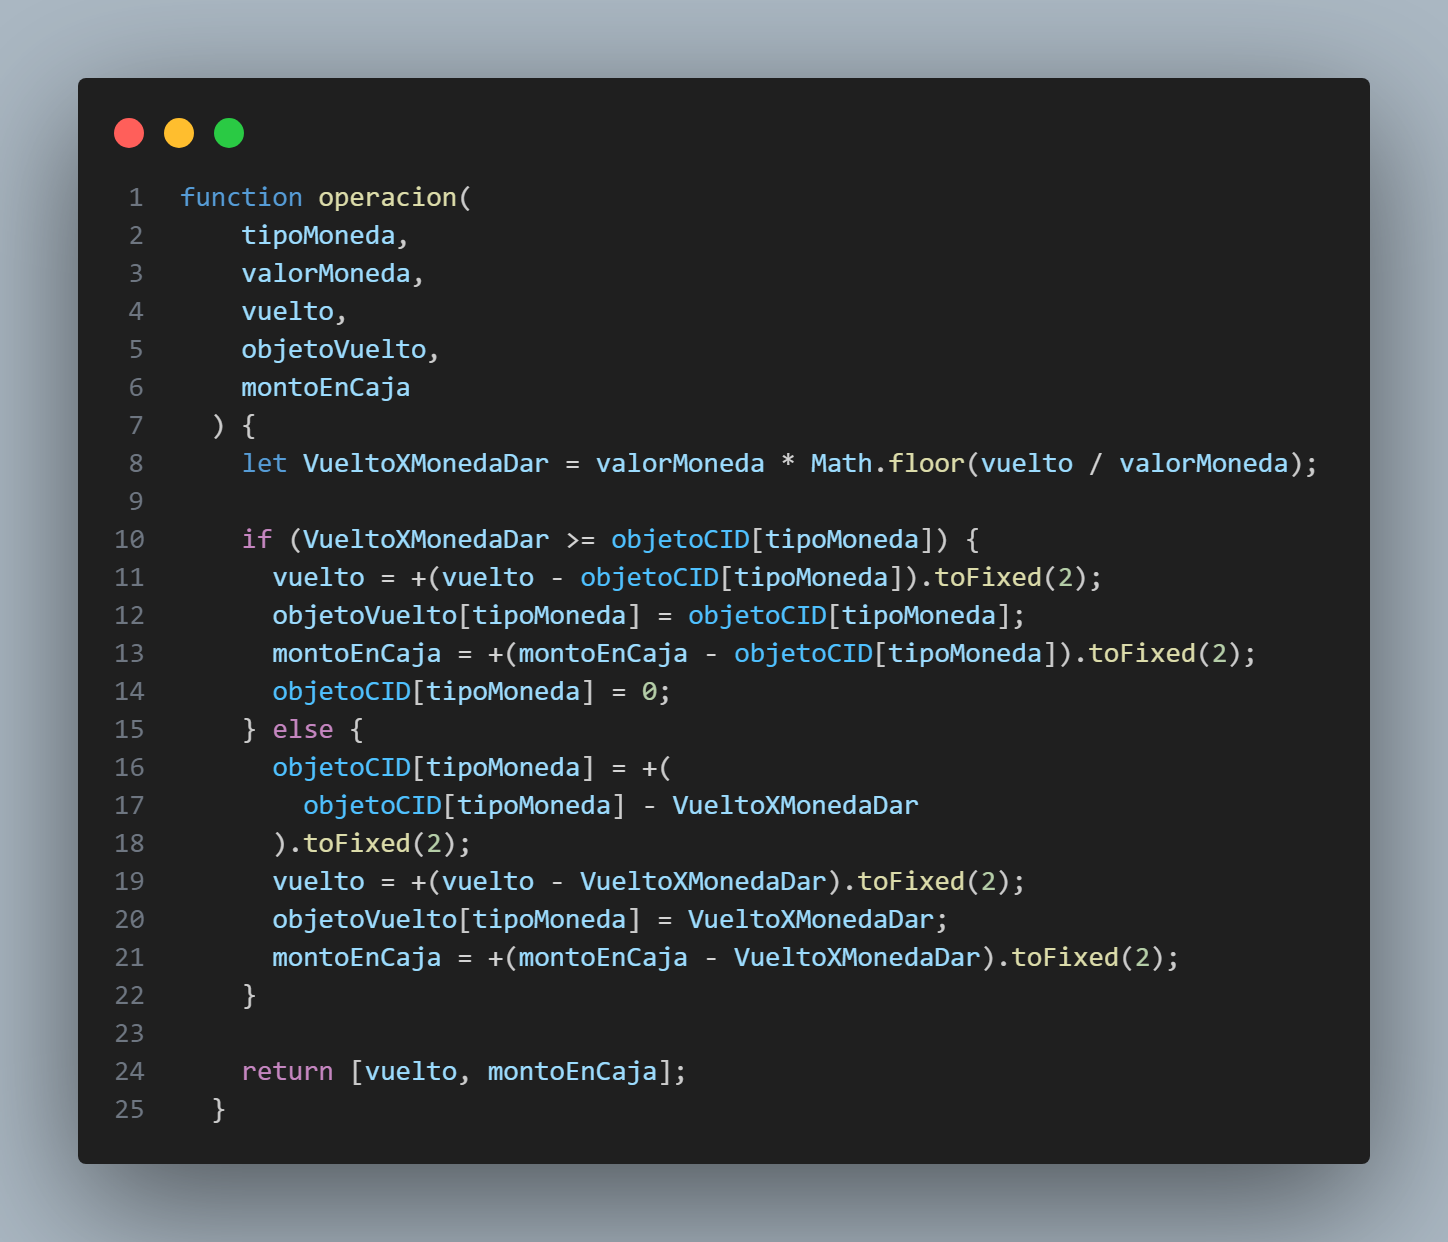 1 function operacion(
2 tipoMoneda,
3 valorMoneda,
4 vuelto,
5 objetoVuelto,
6 montoEnCaja
7 ) {
8 let VueltoXMonedaDar = valorMoneda * Math.floor(vuelto / valorMoneda);
9
10 if (VueltoXMonedaDar >= objetoCID[tipoMoneda]) {
11 vuelto = +(vuelto - objetoCID[tipoMoneda]).toFixed(2);
12 objetoVuelto[tipoMoneda] = objetoCID[tipoMoneda];
13 montoEnCaja = +(montoEnCaja - objetoCID[tipoMoneda]).toFixed(2);
14 objetoCID[tipoMoneda] = 0;
15 } else {
16 objetoCID[tipoMoneda] = +(
17 objetoCID[tipoMoneda] - VueltoXMonedaDar
18 ).toFixed(2);
19 vuelto = +(vuelto - VueltoXMonedaDar).toFixed(2);
20 objetoVuelto[tipoMoneda] = VueltoXMonedaDar;
21 montoEnCaja = +(montoEnCaja - VueltoXMonedaDar).toFixed(2);
22 }
23
24 return [vuelto, montoEnCaja];
25 }